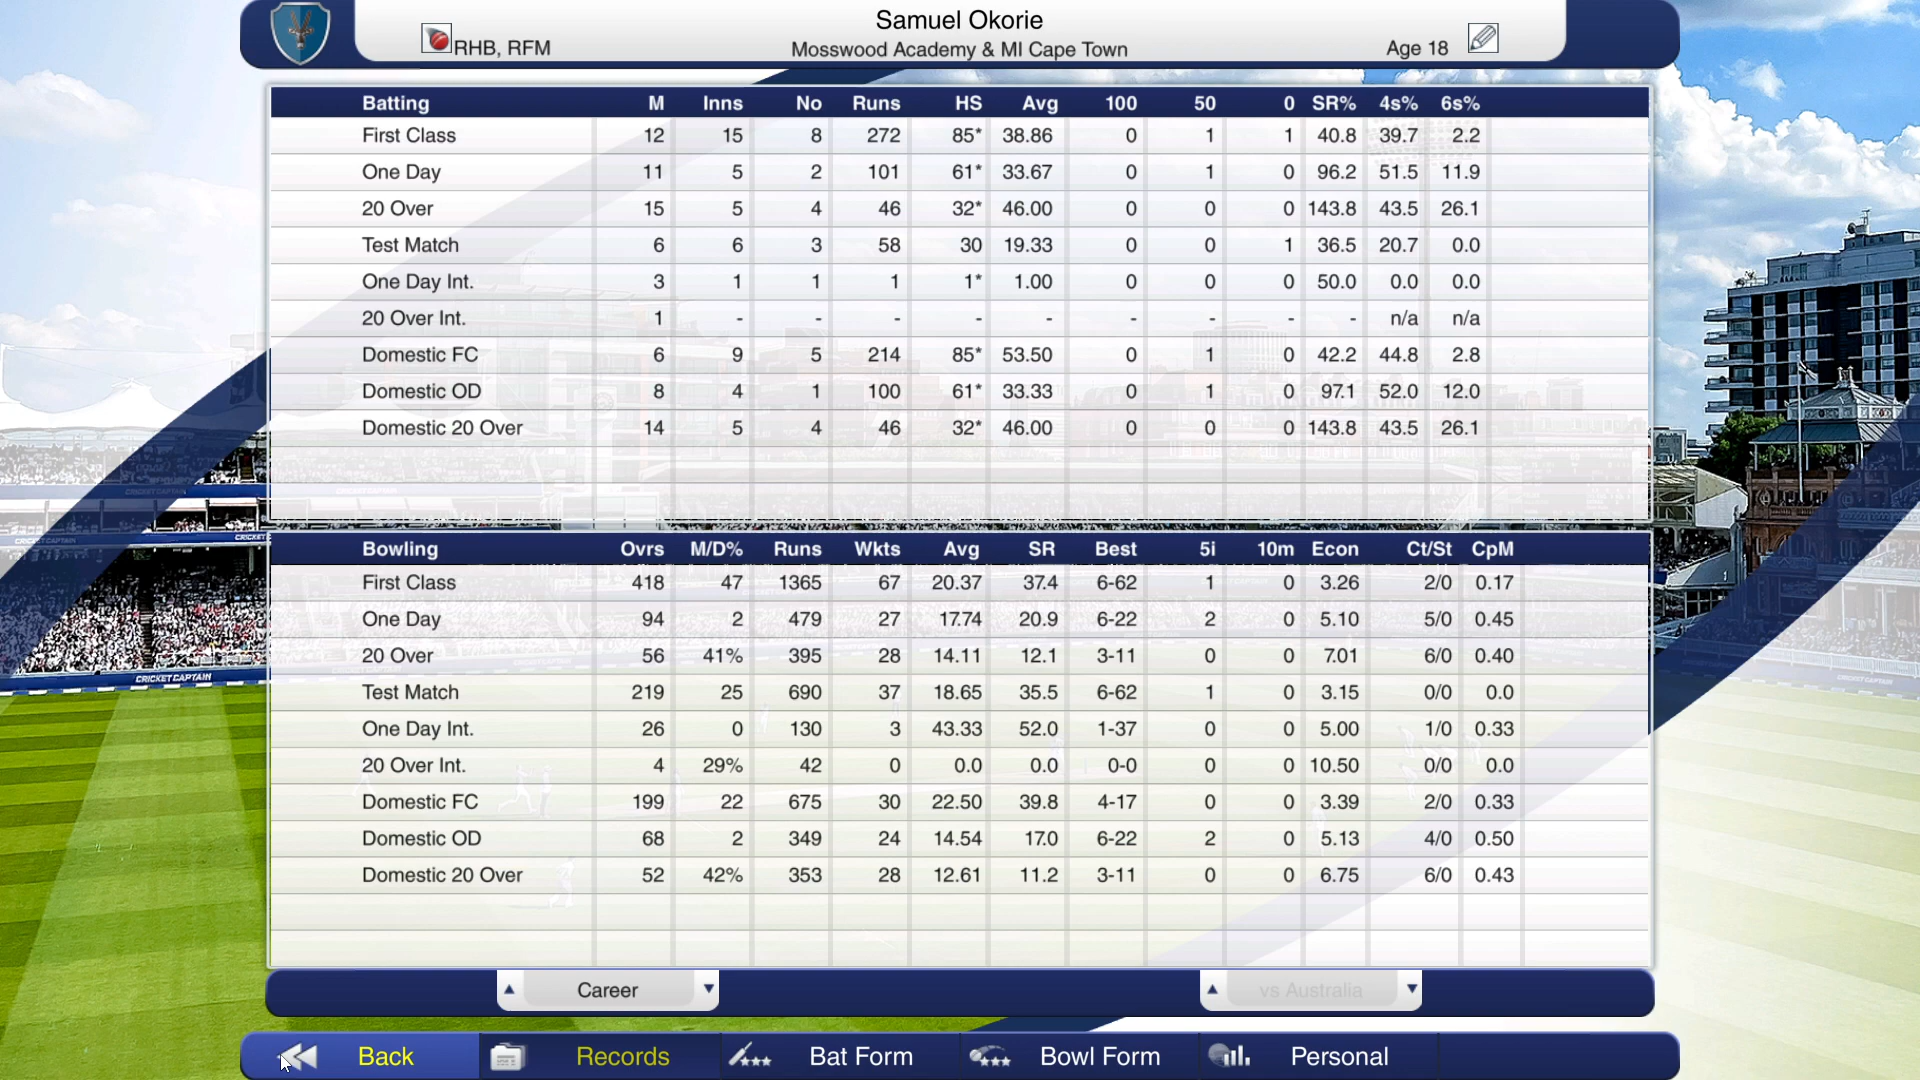 Samuel Okorie
RHB, RFM
Mosswood Academy & MI Cape Town
Age 18
Batting M Inns No Runs HS Avg 100 50 0 SR% 4s% 6s%
First Class 12 15 8 272 85* 38.86 0 1 1 40.8 39.7 2.2
One Day 11 5 2 101 61* 33.67 0 1 0 96.2 51.5 11.9
20 Over 15 5 4 46 32* 46.00 0 0 0 143.8 43.5 26.1
Test Match 6 6 3 58 30 19.33 0 0 1 36.5 20.7 0.0
One Day Int. 3 1 1 1 1* 1.00 0 0 0 50.0 0.0 0.0
20 Over Int. 1 - - - - - - - - - n/a n/a
Domestic FC 6 9 5 214 85* 53.50 0 1 0 42.2 44.8 2.8
Domestic OD 8 4 1 100 61* 33.33 0 1 0 97.1 52.0 12.0
Domestic 20 Over 14 5 4 46 32* 46.00 0 0 0 143.8 43.5 26.1
Bowling Ovrs M/D% Runs Wkts Avg SR Best 5i 10m Econ Ct/St CpM
First Class 418 47 1365 67 20.37 37.4 6-62 1 0 3.26 2/0 0.17
One Day 94 2 479 27 17.74 20.9 6-22 2 0 5.10 5/0 0.45
20 Over 56 41% 395 28 14.11 12.1 3-11 0 0 7.01 6/0 0.40
Test Match 219 25 690 37 18.65 35.5 6-62 1 0 3.15 0/0 0.0
One Day Int. 26 0 130 3 43.33 52.0 1-37 0 0 5.00 1/0 0.33
20 Over Int. 4 29% 42 0 0.0 0.0 0-0 0 0 10.50 0/0 0.0
Domestic FC 199 22 675 30 22.50 39.8 4-17 0 0 3.39 2/0 0.33
Domestic OD 68 2 349 24 14.54 17.0 6-22 2 0 5.13 4/0 0.50
Domestic 20 Over 52 42% 353 28 12.61 11.2 3-11 0 0 6.75 6/0 0.43
CRICKET CAPTAIN
Career
vs Australia
Back Records Bat Form Bowl Form Personal